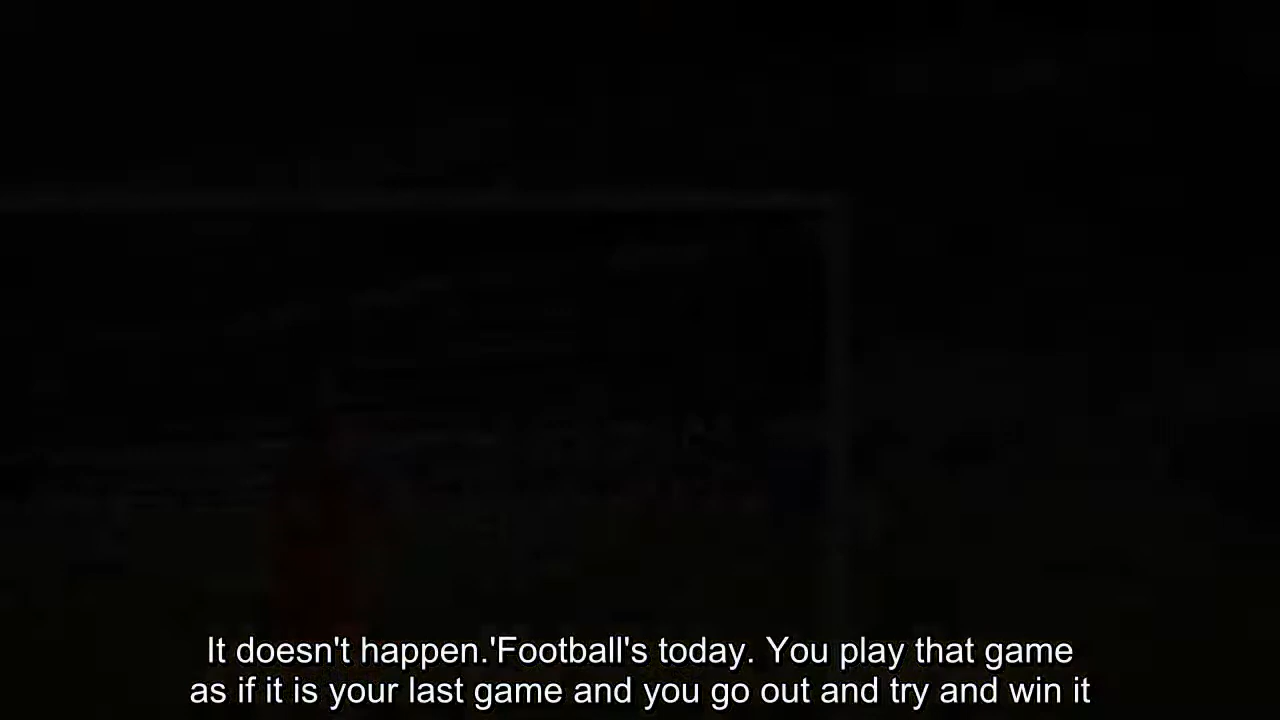 It doesn't happen.'Football's today. You play that game
as if it is your last game and you go out and try and win it